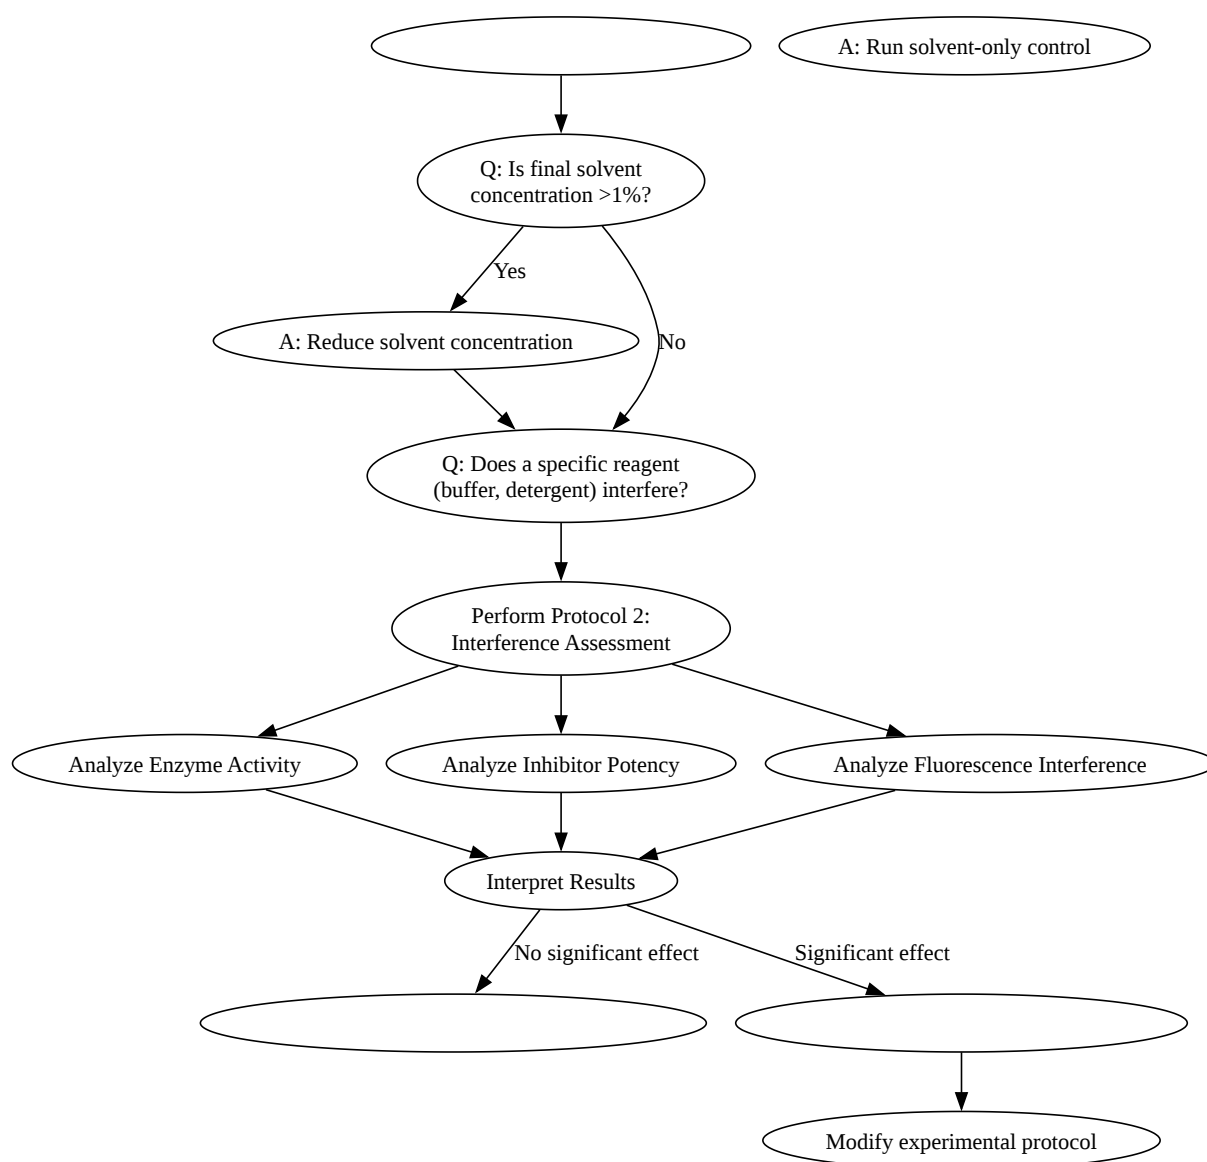 A: Run solvent-only control
Q: Is final solvent
concentration >1%?
Yes
A: Reduce solvent concentration
No
Q: Does a specific reagent
(buffer, detergent) interfere?
Perform Protocol 2:
Interference Assessment
Analyze Enzyme Activity
Analyze Inhibitor Potency
Analyze Fluorescence Interference
Interpret Results
No significant effect
Significant effect
Modify experimental protocol